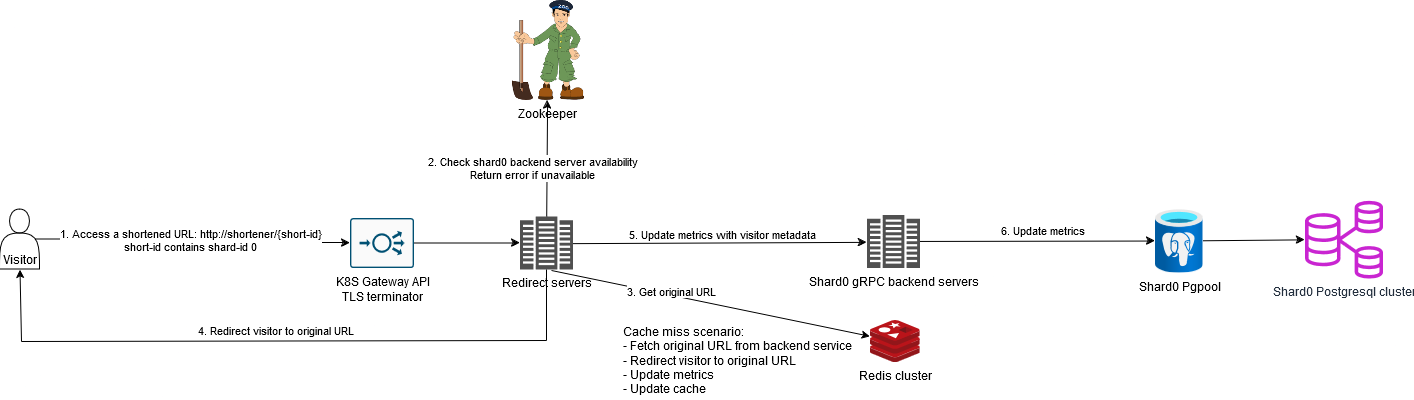 ZOO
Zookeeper
2. Check shard0 backend server availability
Return error if unavailable
1. Access a shortened URL: http://shortener/{short-id}
short-id contains shard-id 0
Visitor
K8S Gateway API
TLS terminator
Redirect servers
5. Update metrics with visitor metadata
Shard0 gRPC backend servers
6. Update metrics
Shard0 Pgpool
Shard0 Postgresql cluster
3. Get original URL
4. Redirect visitor to original URL
Cache miss scenario:
- Fetch original URL from backend service
- Redirect visitor to original URL
- Update metrics
- Update cache
Redis cluster